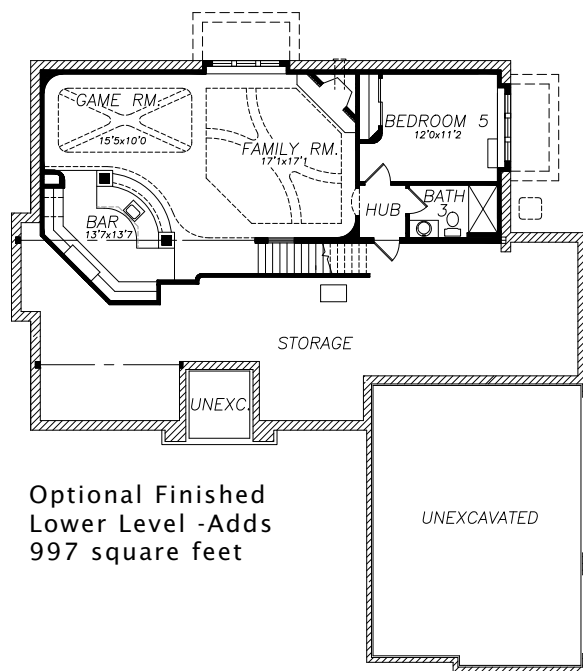 GAME RM.
15'5x10'0
FAMILY RM.
17'1x17'1
BEDROOM 5
12'0x11'2
BAR
13'7x13'7
HUB
BATH
3
STORAGE
UNEXC.
UNEXCAVATED
Optional Finished
Lower Level -Adds
997 square feet